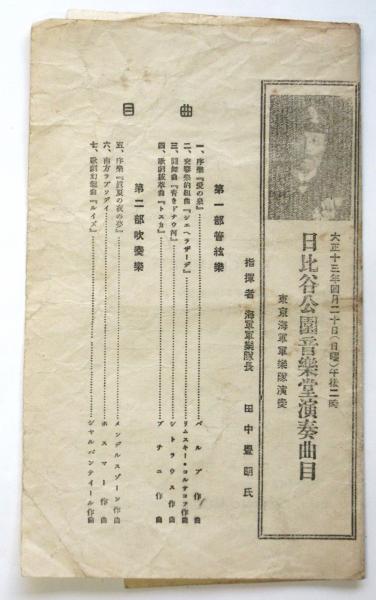 大正十三年四月二十日(日曜)午後二時
日比谷公園音樂堂演奏曲目
東京海軍軍樂隊演奏
指揮者 海軍軍樂隊長 田中豊明氏
曲目
第一部管絃樂
一、序樂『愛の泉』……バルプ作曲
二、交響樂的組曲『シェヘラザーデ』……リムスキー・コルサコフ作曲
三、圓舞曲『靑きドナウ河』……シトラウス作曲
四、歌劇拔萃曲『トスカ』……プチニ作曲
第二部吹奏樂
五、序樂『眞夏の夜の夢』……メンデルスゾーン作曲
六、南方ラプソデイ……ホスマー作曲
七、歌劇幻想曲『ルイズ』……シャルパンテイール作曲